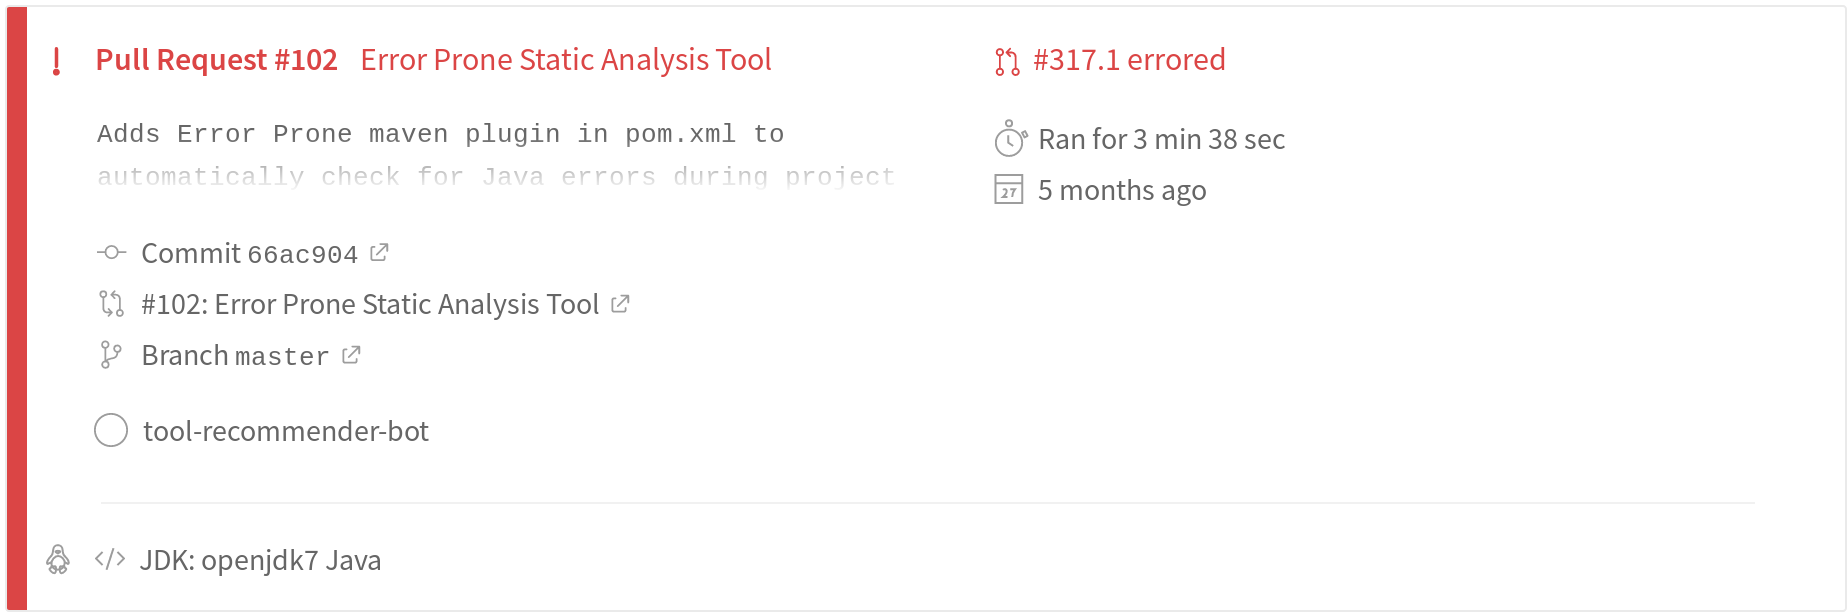 Pull Request #102 Error Prone Static Analysis Tool
#317.1 errored
Adds Error Prone maven plugin in pom.xml to
automatically check for Java errors during project
Ran for 3 min 38 sec
27
5 months ago
Commit 66ac904
#102: Error Prone Static Analysis Tool
Branch master
tool-recommender-bot
</> JDK: openjdk7 Java